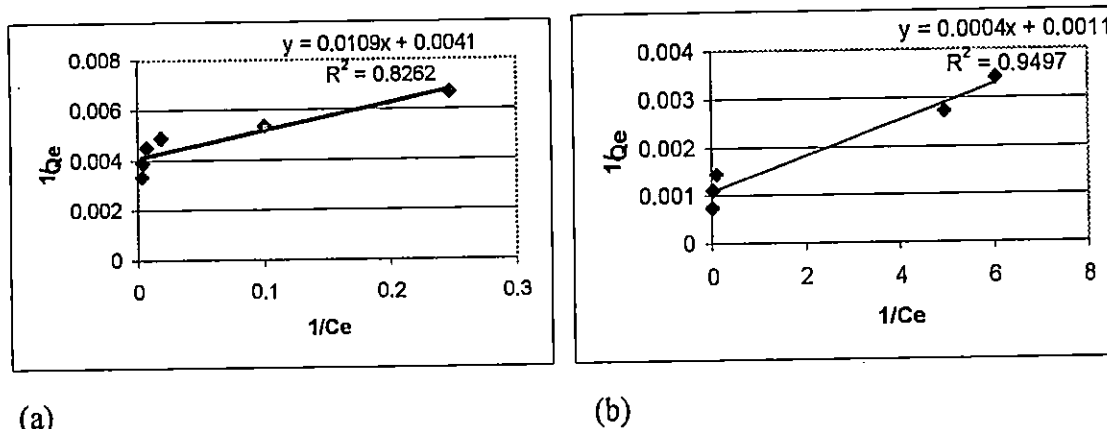 y = 0.0109x + 0.0041
R² = 0.8262
0.008
0.006
0.004
0.002
0
1/Qe
0 0.1 0.2 0.3
1/Ce
(a)
y = 0.0004x + 0.0011
R² = 0.9497
0.004
0.003
0.002
0.001
0
1/Qe
0 2 4 6 8
1/Ce
(b)